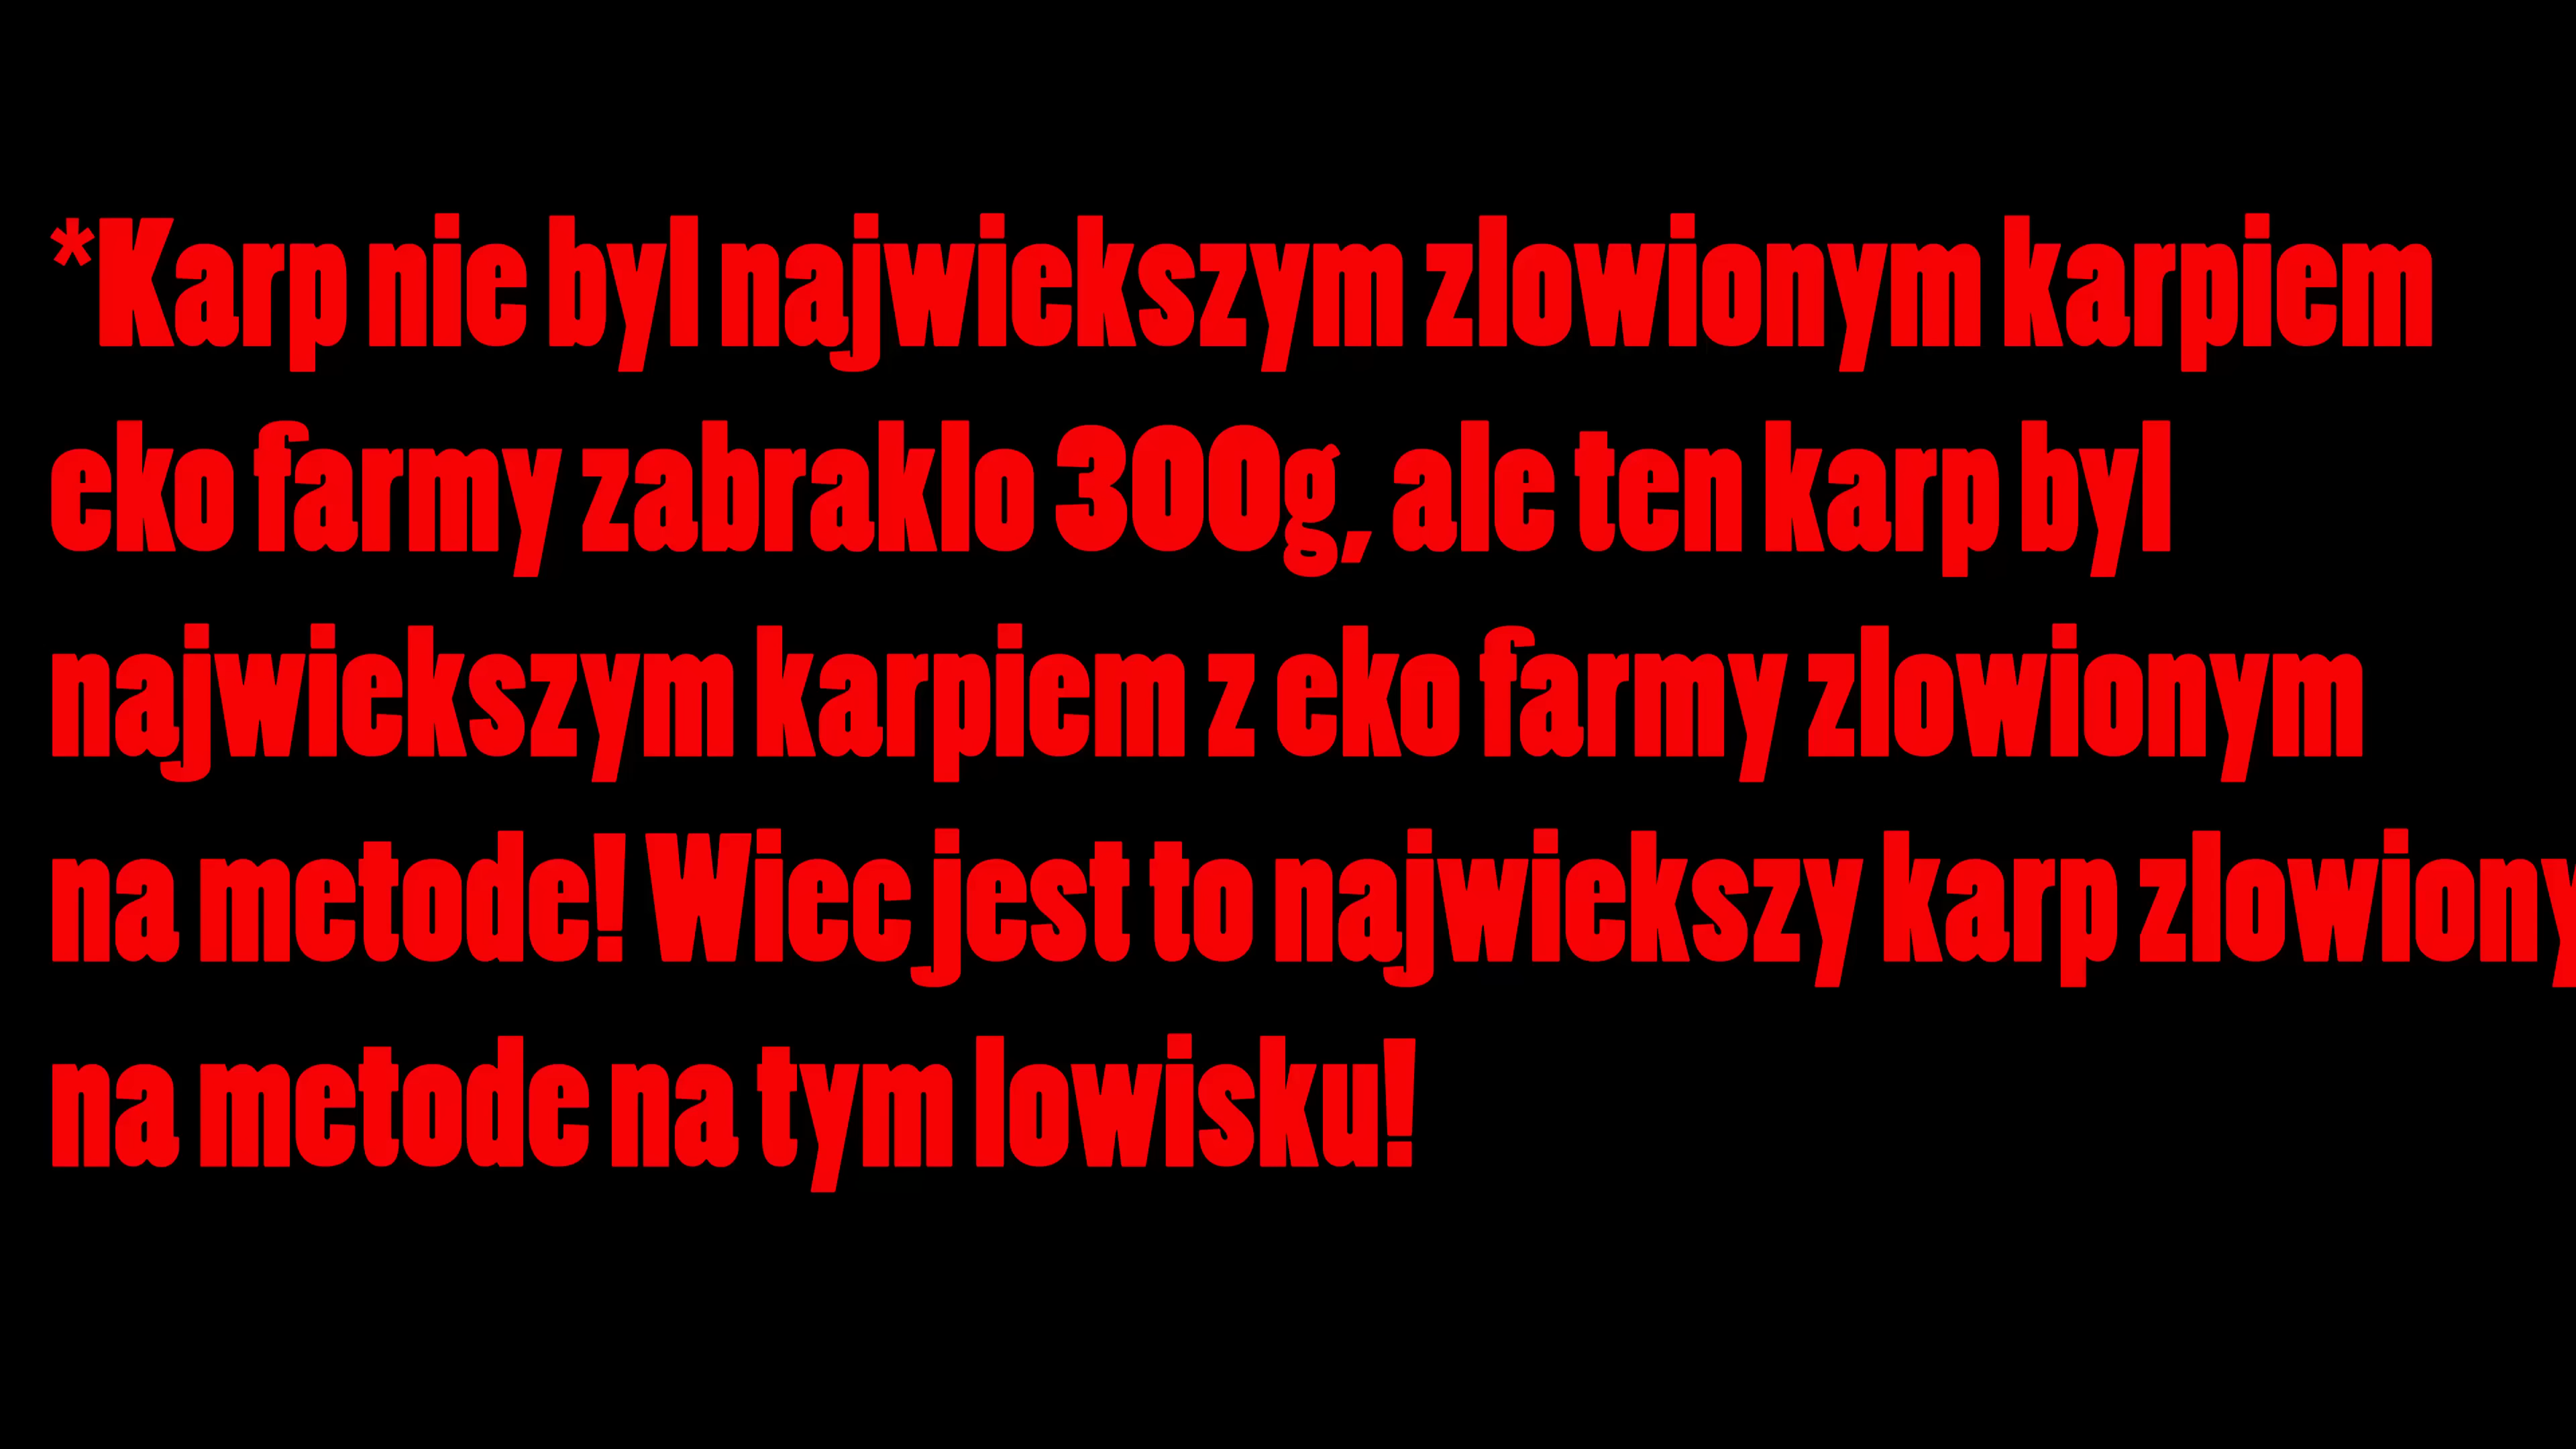 *Karp nie byl najwiekszym zlowionym karpiem
eko farmy zabraklo 300g, ale ten karp byl
najwiekszym karpiem z eko farmy zlowionym
na metode! Wiec jest to najwiekszy karp zlowiony
na metode na tym lowisku!